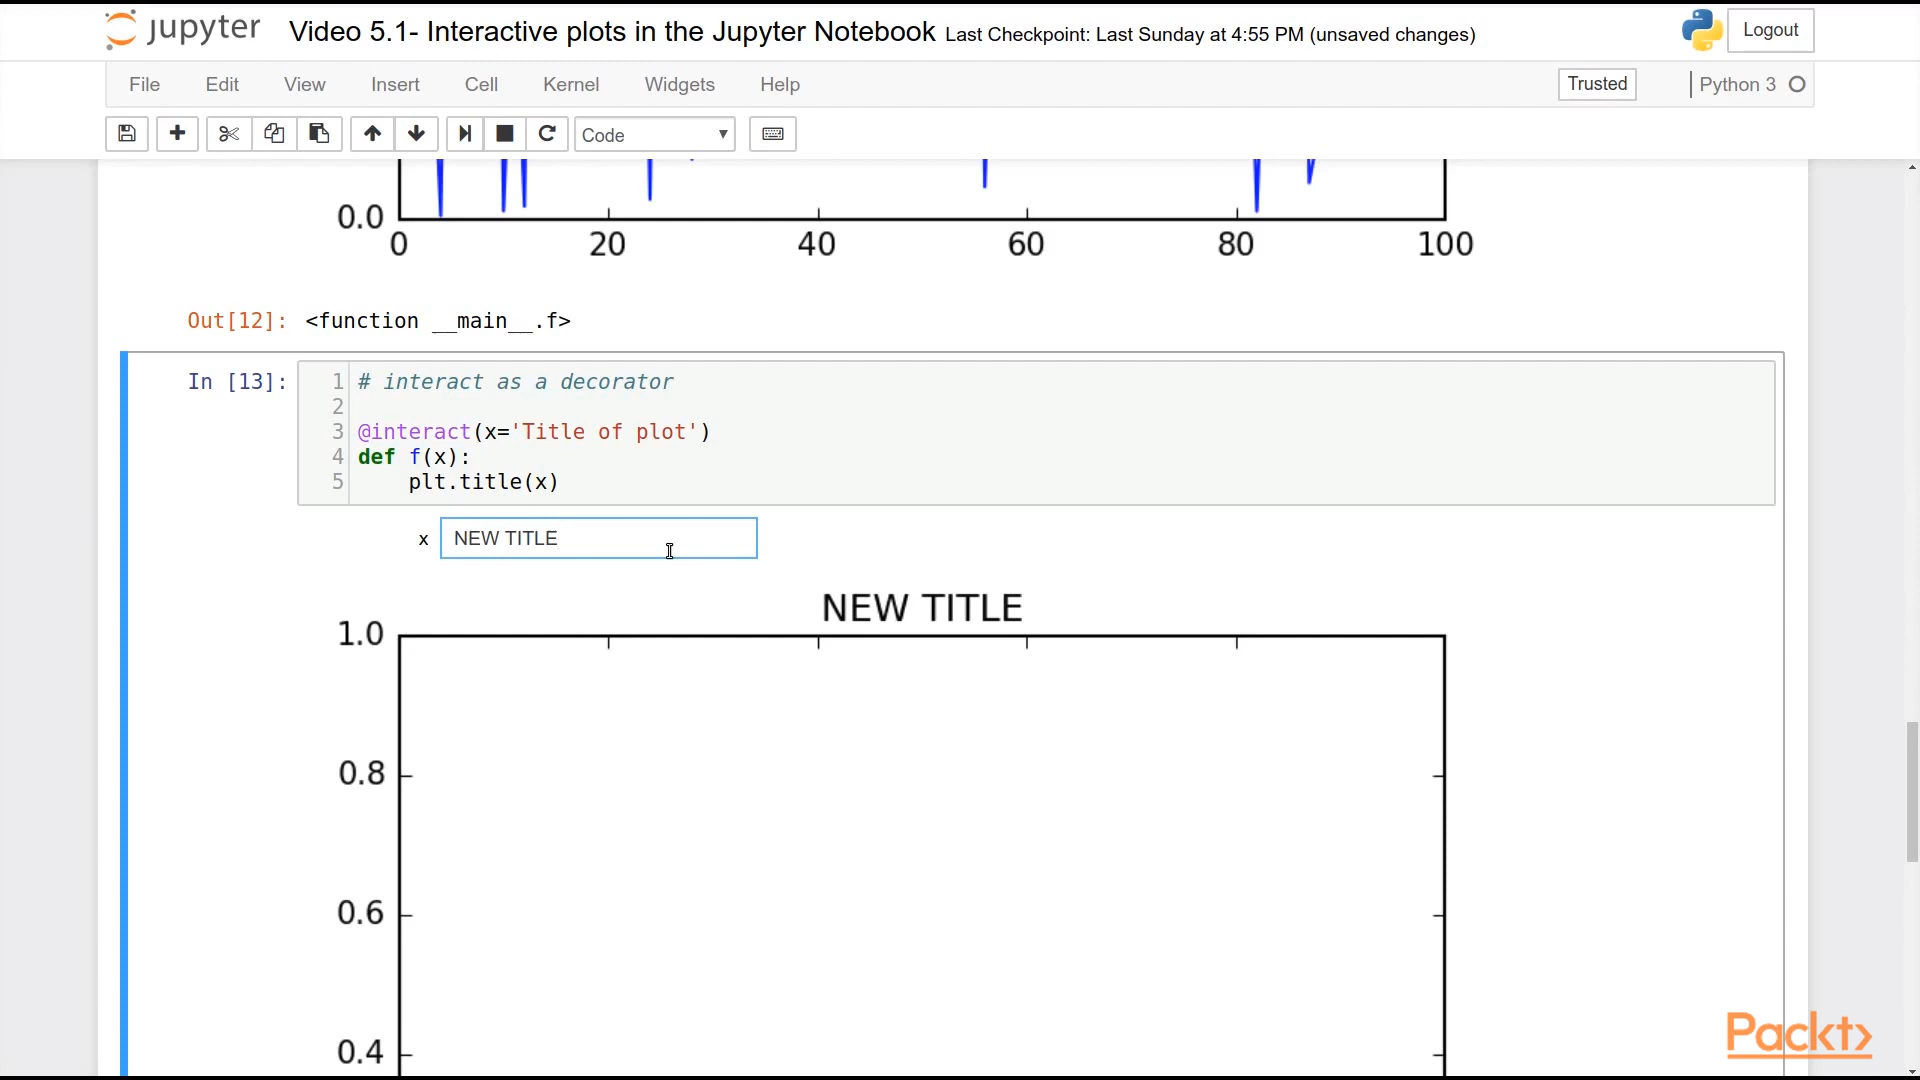 jupyter Video 5.1- Interactive plots in the Jupyter Notebook Last Checkpoint: Last Sunday at 4:55 PM (unsaved changes) Logout
File Edit View Insert Cell Kernel Widgets Help Trusted Python 3
Code
0.0
0 20 40 60 80 100
Out[12]: <function __main__.f>
In [13]: 1 # interact as a decorator
2
3 @interact(x='Title of plot')
4 def f(x):
5     plt.title(x)
x NEW TITLE
NEW TITLE
1.0
0.8
0.6
0.4
Packt>